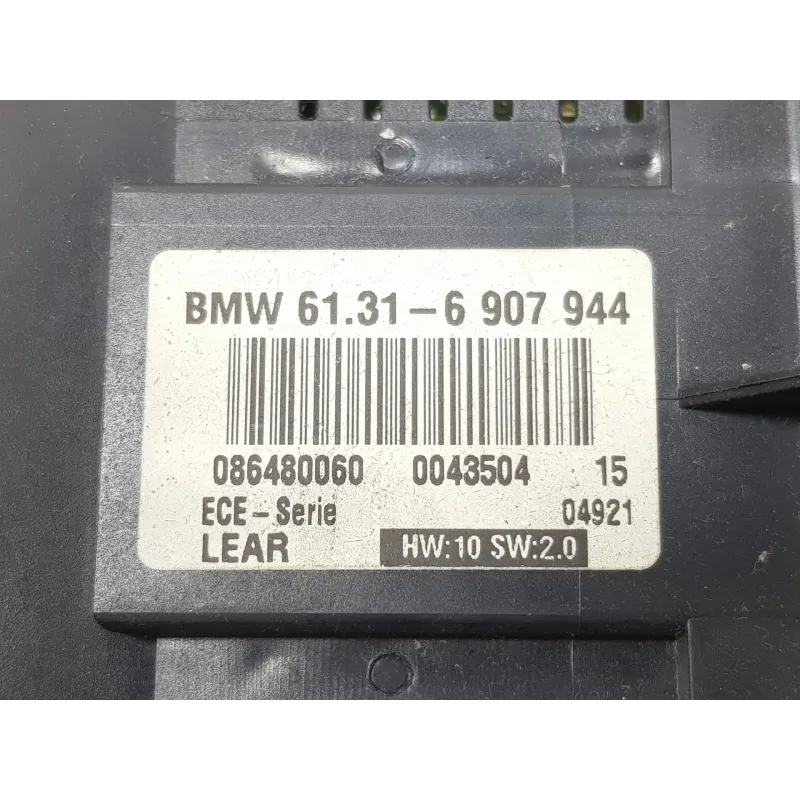 BMW 61.31-6 907 944
086480060 0043504 15
ECE-Serie 04921
LEAR HW:10 SW:2.0